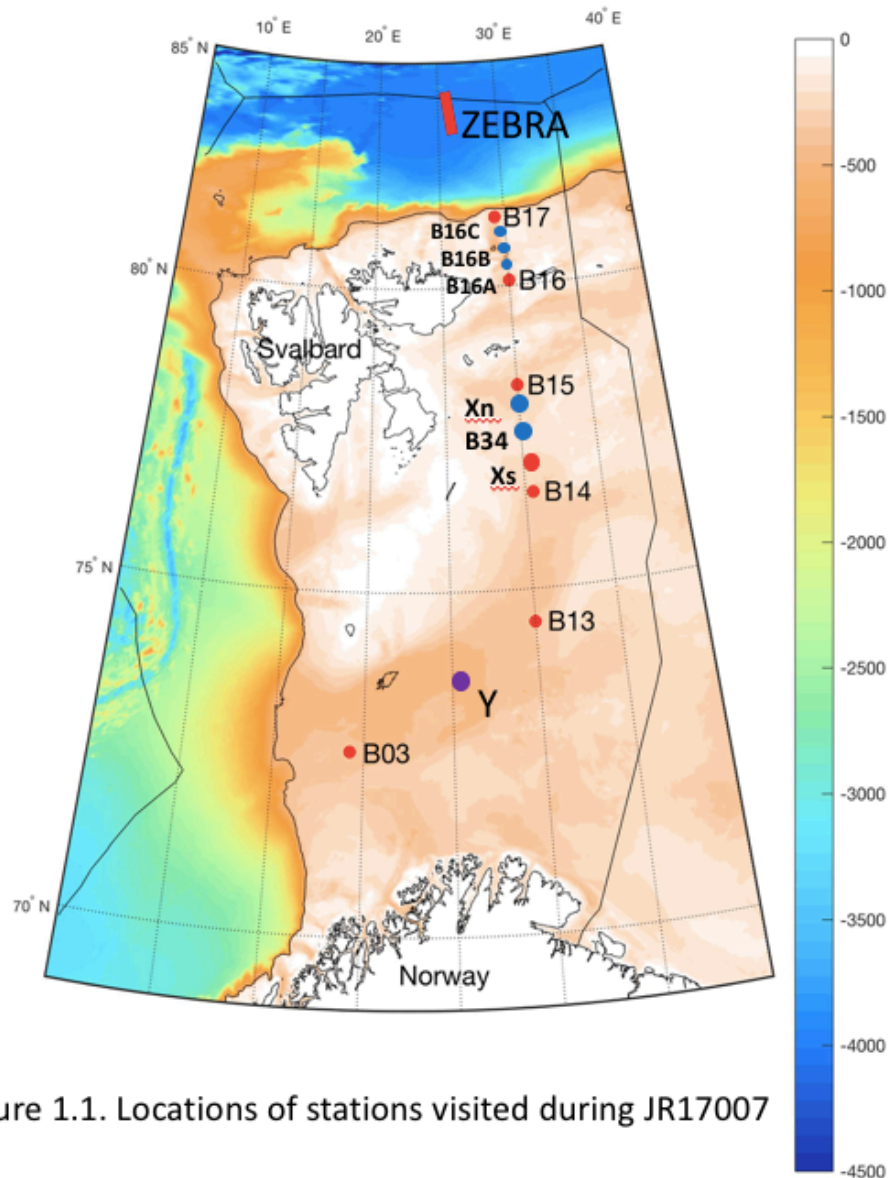 10° E
20° E
30° E
40° E
85° N
ZEBRA
B17
B16C
B16B
B16A
B16
80° N
Svalbard
B15
Xn
B34
Xs
B14
75° N
B13
Y
B03
70° N
Norway
0
-500
-1000
-1500
-2000
-2500
-3000
-3500
-4000
-4500
ure 1.1. Locations of stations visited during JR17007